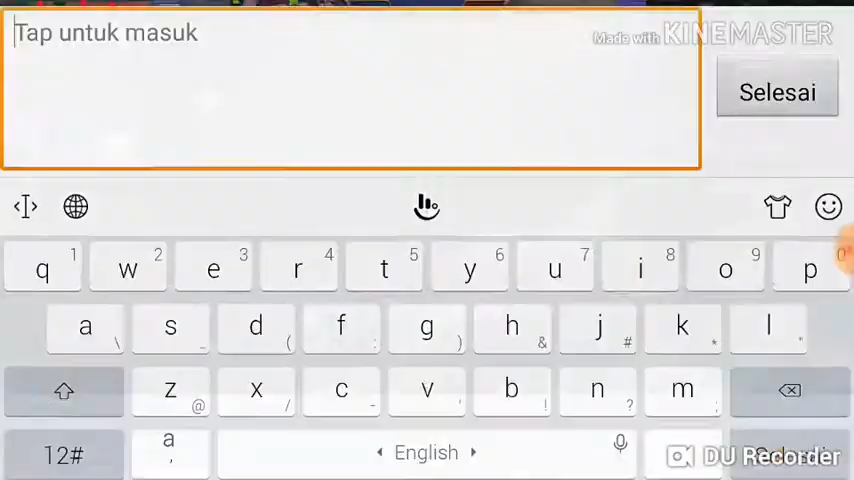 Tap untuk masuk
Made with KINEMASTER
Selesai
q 1 w 2 e 3 r 4 t 5 y 6 u 7 i 8 o 9 p 0
a \ s _ d ( f : g ) h & j # k * l
z @ x / c - v ' b ! n ? m ;
12# a , English
DU Recorder